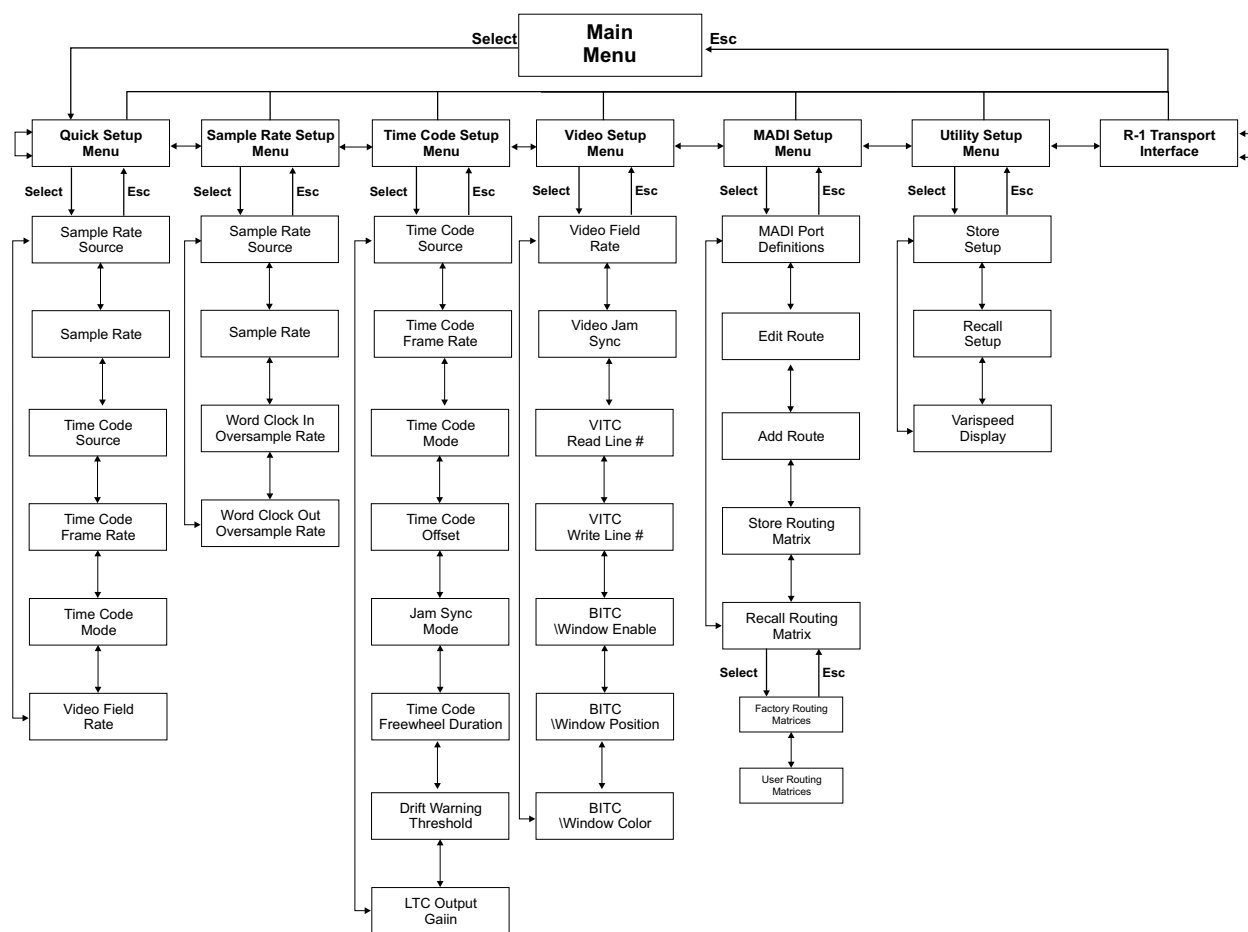 Main
Menu
Select
Esc
Quick Setup
Menu
Sample Rate Setup
Menu
Time Code Setup
Menu
Video Setup
Menu
MADI Setup
Menu
Utility Setup
Menu
R-1 Transport
Interface
Select
Esc
Select
Esc
Select
Esc
Select
Esc
Select
Esc
Select
Esc
Sample Rate
Source
Sample Rate
Time Code
Source
Time Code
Frame Rate
Time Code
Mode
Video Field
Rate
Sample Rate
Source
Sample Rate
Word Clock In
Oversample Rate
Word Clock Out
Oversample Rate
Time Code
Source
Time Code
Frame Rate
Time Code
Mode
Time Code
Offset
Jam Sync
Mode
Time Code
Freewheel Duration
Drift Warning
Threshold
LTC Output
Gaiin
Video Field
Rate
Video Jam
Sync
VITC
Read Line #
VITC
Write Line #
BITC
\Window Enable
BITC
\Window Position
BITC
\Window Color
MADI Port
Definitions
Edit Route
Add Route
Store Routing
Matrix
Recall Routing
Matrix
Select
Esc
Factory Routing
Matrices
User Routing
Matrices
Store
Setup
Recall
Setup
Varispeed
Display